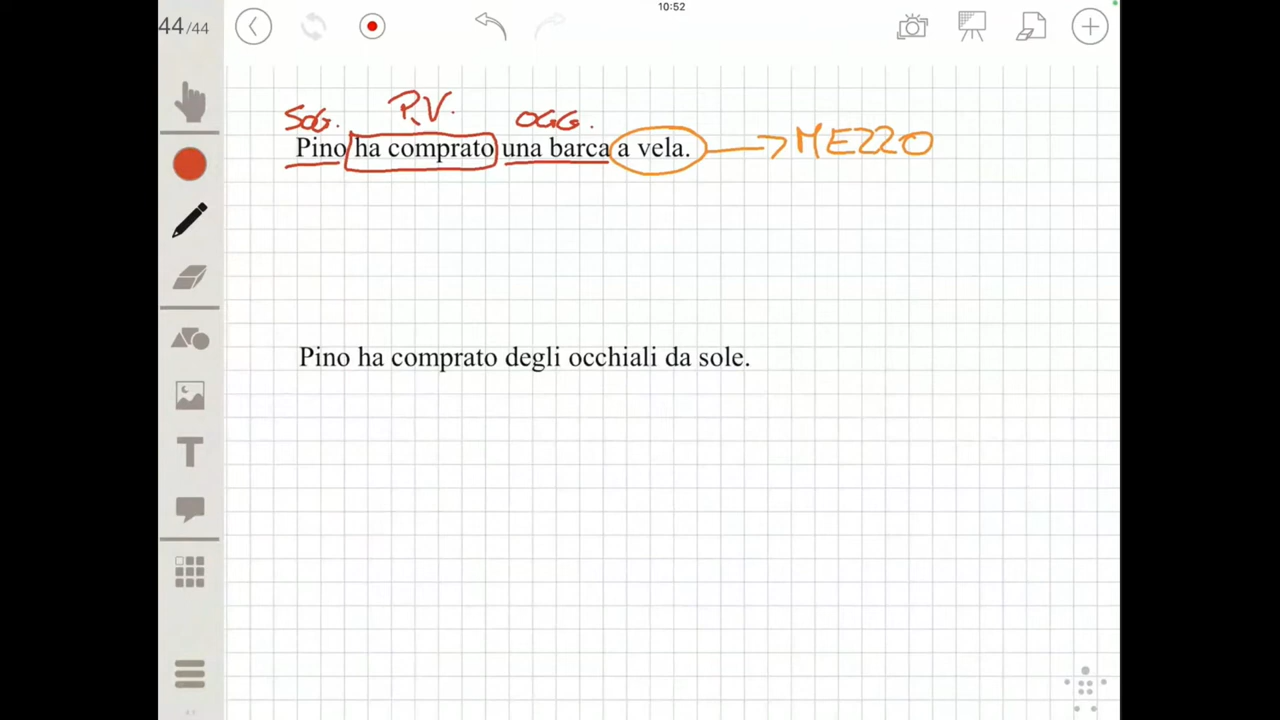 10:52
44/44
SOG. P.V. OGG.
Pino ha comprato una barca a vela. → MEZZO
Pino ha comprato degli occhiali da sole.
T